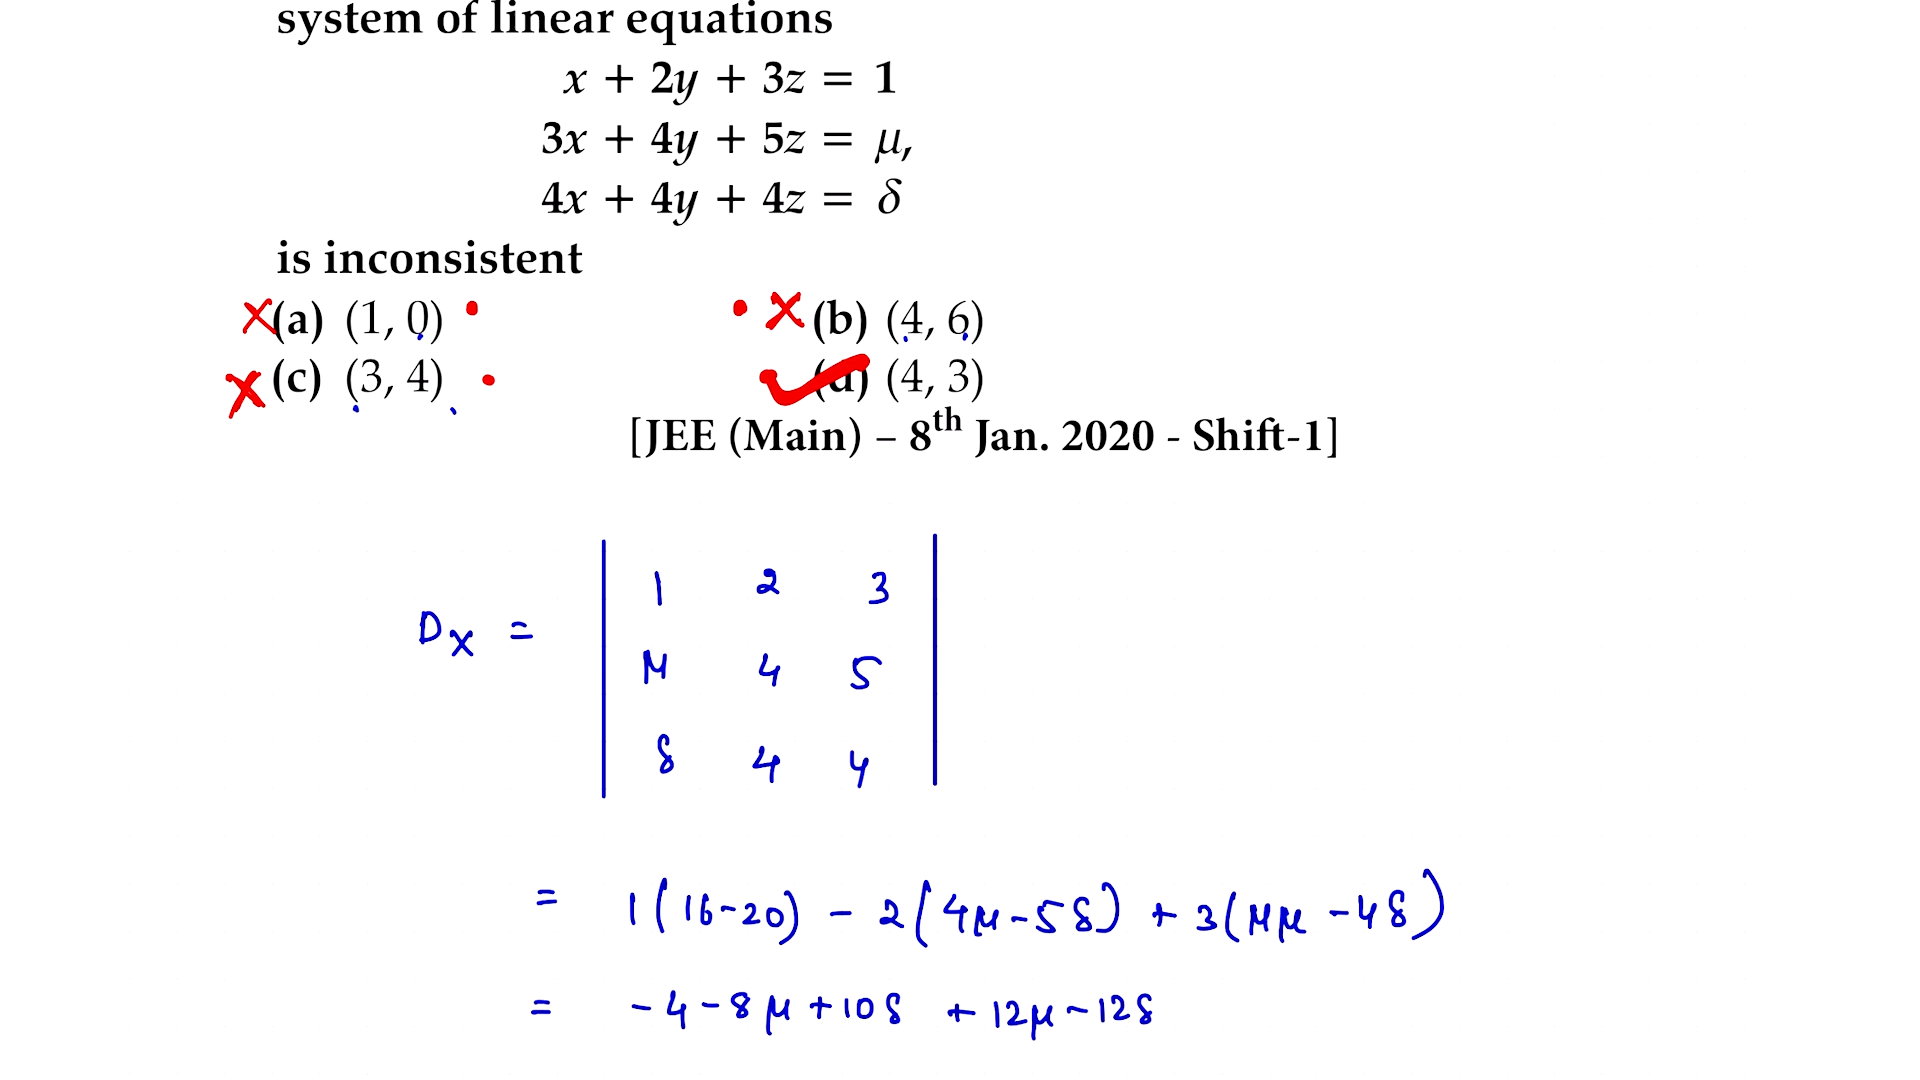 system of linear equations
x + 2y + 3z = 1
3x + 4y + 5z = μ,
4x + 4y + 4z = δ
is inconsistent
(a) (1, 0) (b) (4, 6)
(c) (3, 4) (d) (4, 3)
[JEE (Main) – 8th Jan. 2020 - Shift-1]
Dx = | 1 2 3 |
| μ 4 5 |
| δ 4 4 |
= 1(16-20) - 2(4μ-5δ) + 3(μμ-4δ)
= -4-8μ+10δ + 12μ-12δ